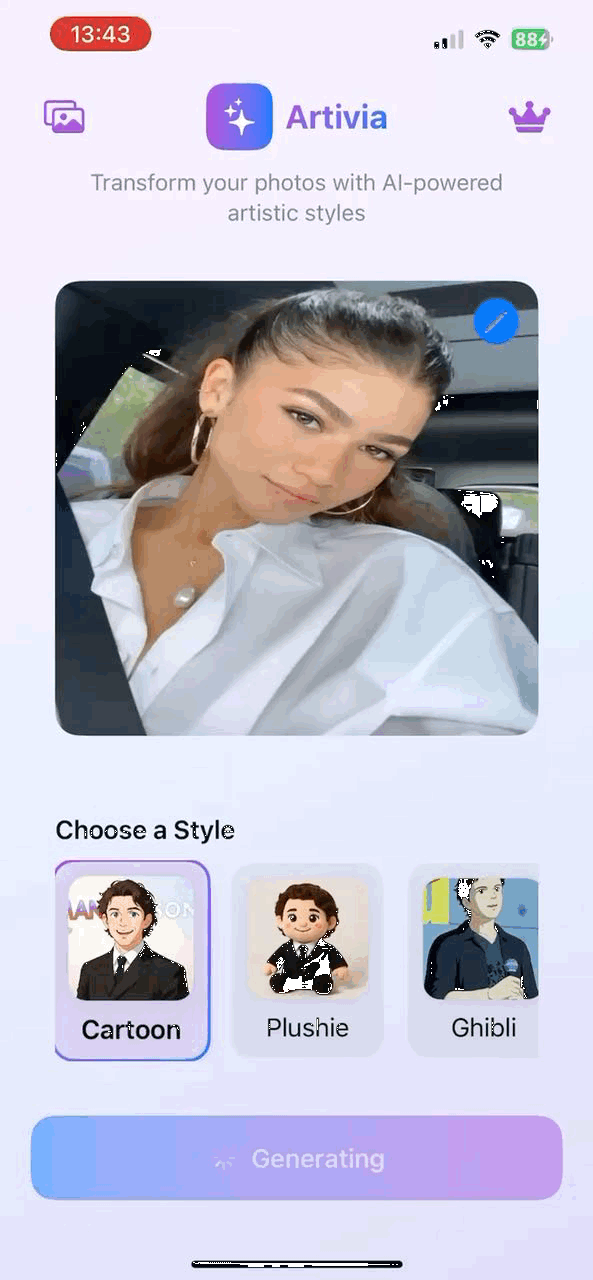 13:43
88
Artivia
Transform your photos with AI-powered
artistic styles
Choose a Style
Cartoon
Plushie
Ghibli
Generating